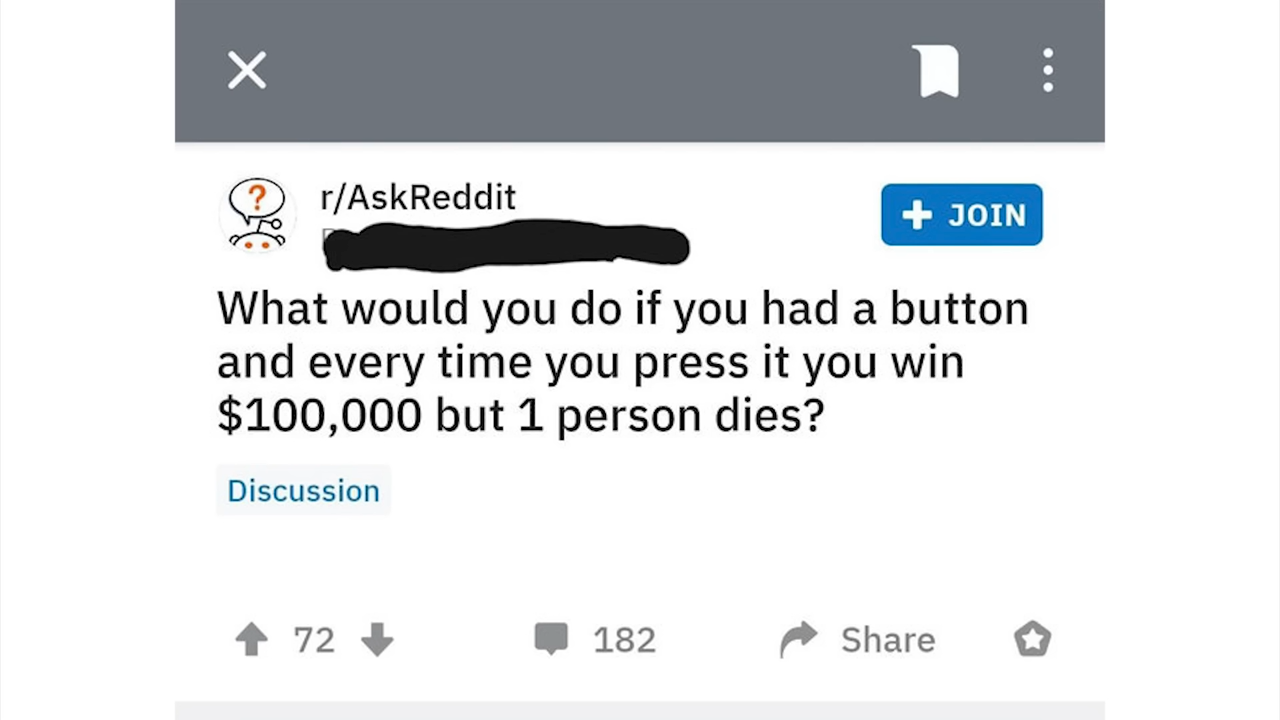 r/AskReddit
+ JOIN
What would you do if you had a button
and every time you press it you win
$100,000 but 1 person dies?
Discussion
72
182
Share